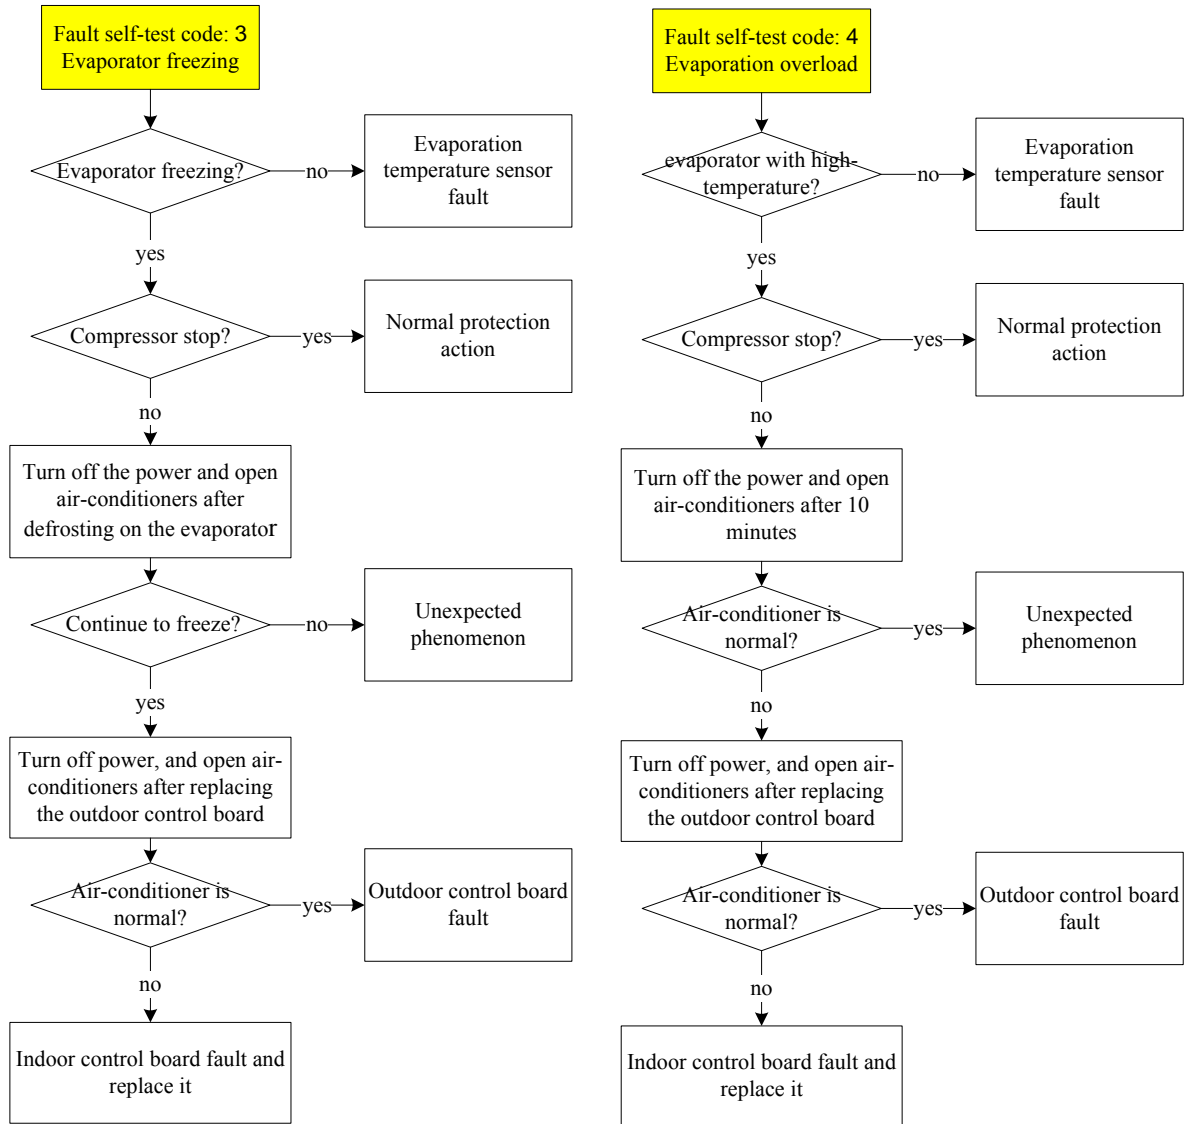 Fault self-test code: 3
Evaporator freezing
Evaporator freezing?
no
Evaporation
temperature sensor
fault
yes
Compressor stop?
yes
Normal protection
action
no
Turn off the power and open
air-conditioners after
defrosting on the evaporator
Continue to freeze?
no
Unexpected
phenomenon
yes
Turn off power, and open air-
conditioners after replacing
the outdoor control board
Air-conditioner is
normal?
yes
Outdoor control board
fault
no
Indoor control board fault and
replace it
Fault self-test code: 4
Evaporation overload
evaporator with high-
temperature?
no
Evaporation
temperature sensor
fault
yes
Compressor stop?
yes
Normal protection
action
no
Turn off the power and open
air-conditioners after 10
minutes
Air-conditioner is
normal?
yes
Unexpected
phenomenon
no
Turn off power, and open air-
conditioners after replacing
the outdoor control board
Air-conditioner is
normal?
yes
Outdoor control board
fault
no
Indoor control board fault and
replace it